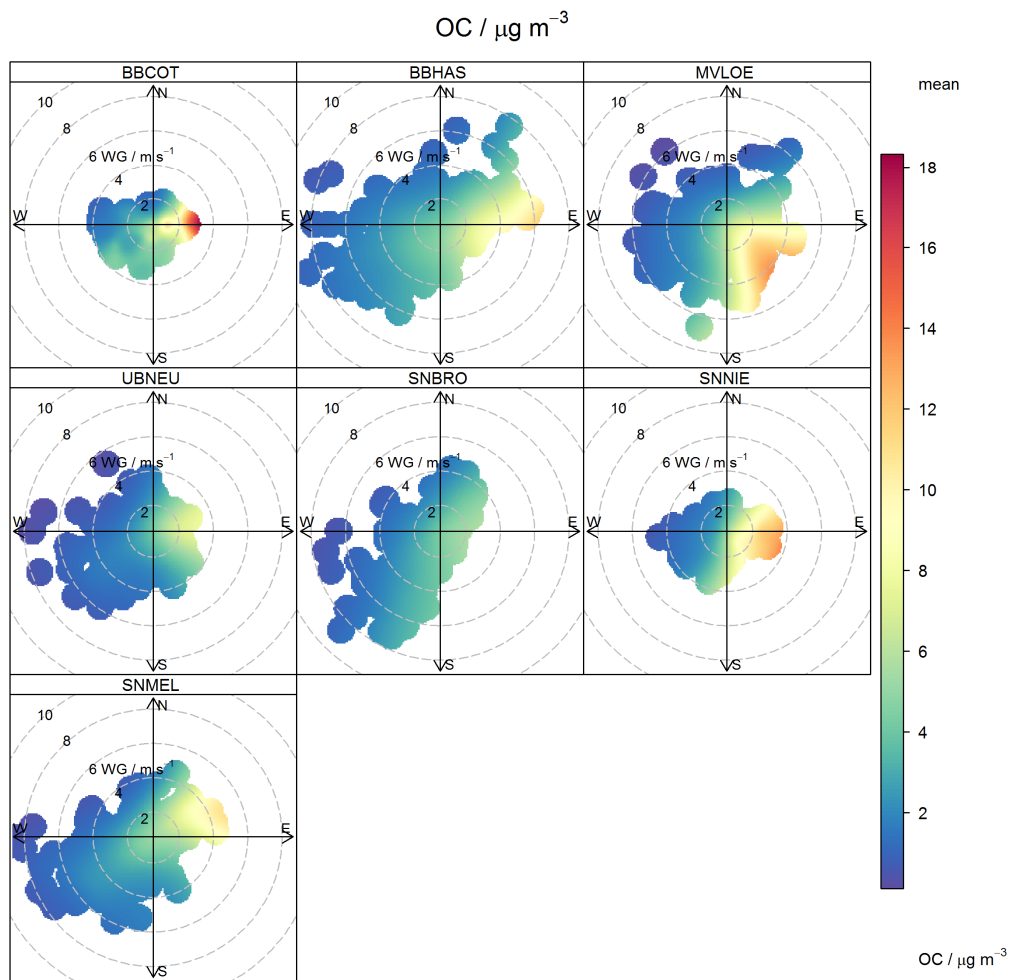 OC / μg m⁻³
BBCOT BBHAS MVLOE
mean
N N N
10 10 10
8 8 8
6 WG / m s⁻¹ 6 WG / m s⁻¹ 6 WG / m s⁻¹
4 4 4
2 2 2
W E W E W E
S S S
UBNEU SNBRO SNNIE
N N N
10 10 10
8 8 8
6 WG / m s⁻¹ 6 WG / m s⁻¹ 6 WG / m s⁻¹
4 4 4
2 2 2
W E W E W E
S S S
SNMEL
N
10
8
6 WG / m s⁻¹
4
2
W E
S
18
16
14
12
10
8
6
4
2
OC / μg m⁻³